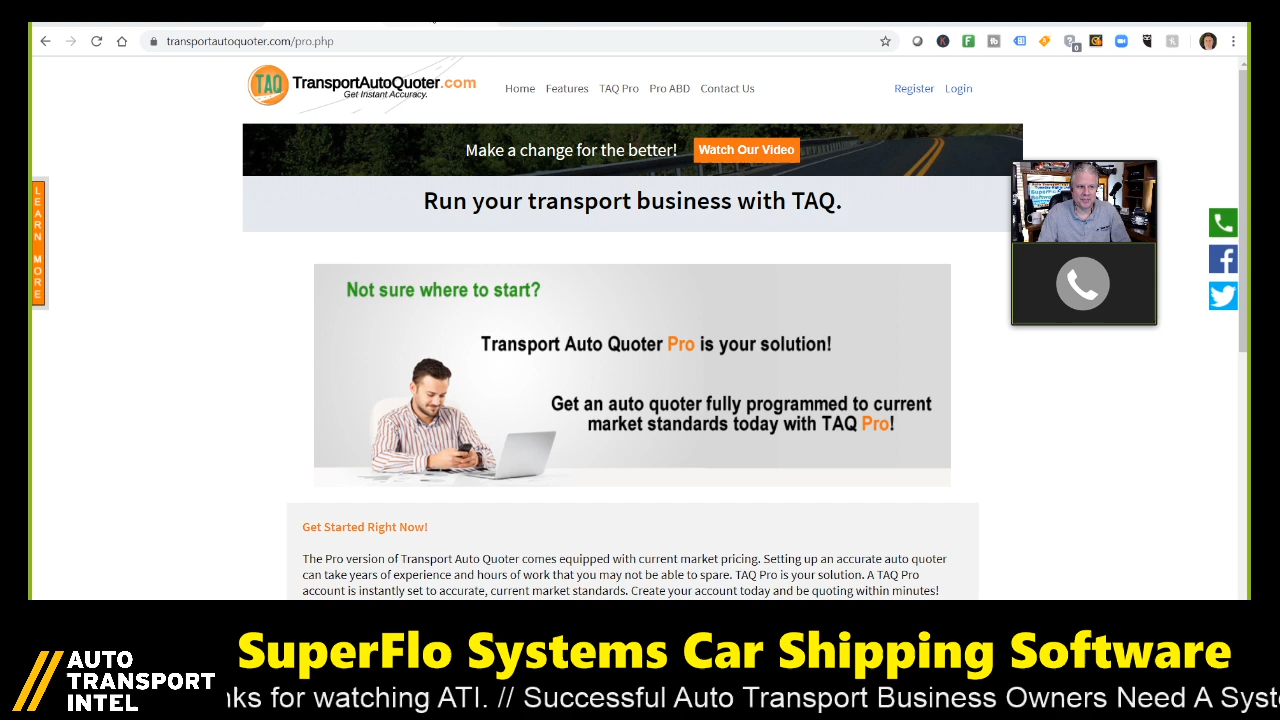 transportautoquoter.com/pro.php
TAQ TransportAutoQuoter.com
Get Instant Accuracy.
Home Features TAQ Pro Pro ABD Contact Us
Register Login
Make a change for the better! Watch Our Video
Run your transport business with TAQ.
LEARN MORE
Not sure where to start?
Transport Auto Quoter Pro is your solution!
Get an auto quoter fully programmed to current
market standards today with TAQ Pro!
Get Started Right Now!
The Pro version of Transport Auto Quoter comes equipped with current market pricing. Setting up an accurate auto quoter
can take years of experience and hours of work that you may not be able to spare. TAQ Pro is your solution. A TAQ Pro
account is instantly set to accurate, current market standards. Create your account today and be quoting within minutes!
SuperFlo Systems Car Shipping Software
AUTO
TRANSPORT
INTEL
nks for watching ATI. // Successful Auto Transport Business Owners Need A Syst